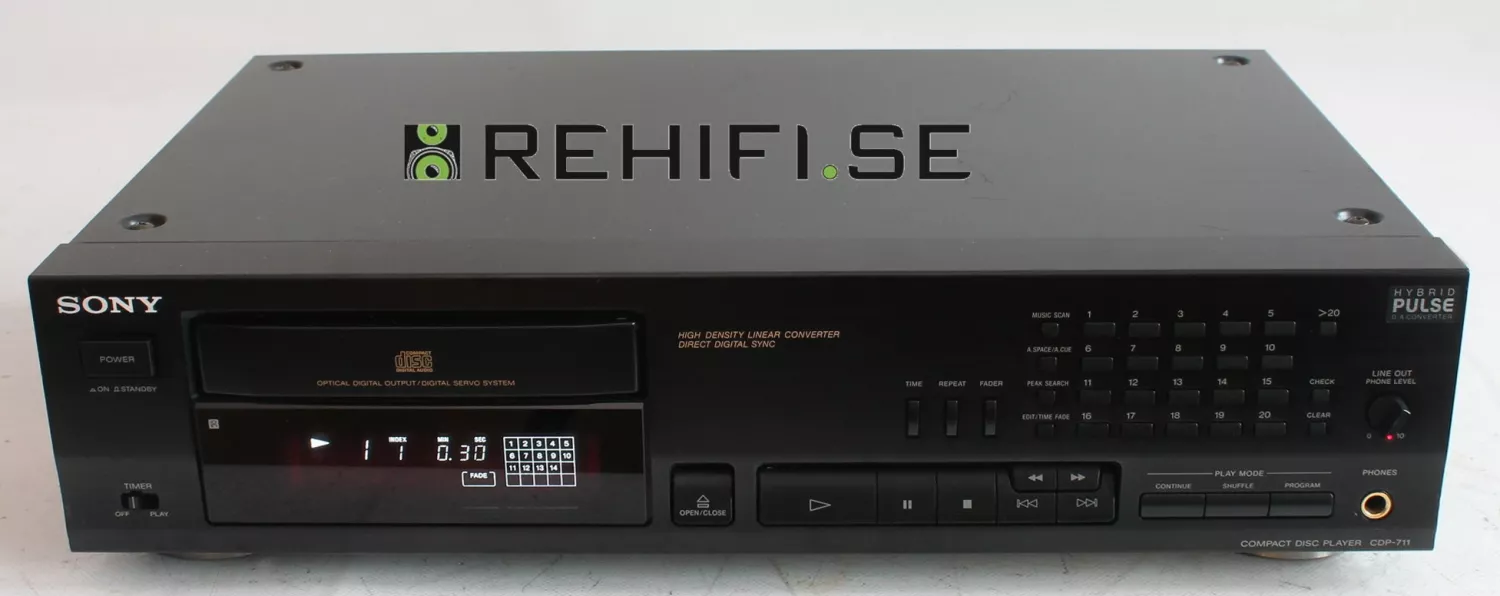 REHIFI.SE
SONY
HYBRID
PULSE
D/A CONVERTER
POWER
ON STANDBY
COMPACT
disc
DIGITAL AUDIO
OPTICAL DIGITAL OUTPUT/DIGITAL SERVO SYSTEM
HIGH DENSITY LINEAR CONVERTER
DIRECT DIGITAL SYNC
INDEX MIN SEC
1 1 0.30
FADE
1 2 3 4 5
6 7 8 9 10
11 12 13 14
TIMER
OFF PLAY
OPEN/CLOSE
TIME REPEAT FADER
MUSIC SCAN 1 2 3 4 5 >20
A.SPACE/A.CUE 6 7 8 9 10
PEAK SEARCH 11 12 13 14 15 CHECK
EDIT/TIME FADE 16 17 18 19 20 CLEAR
LINE OUT
PHONE LEVEL
0 10
PLAY MODE
CONTINUE SHUFFLE PROGRAM
PHONES
COMPACT DISC PLAYER CDP-711